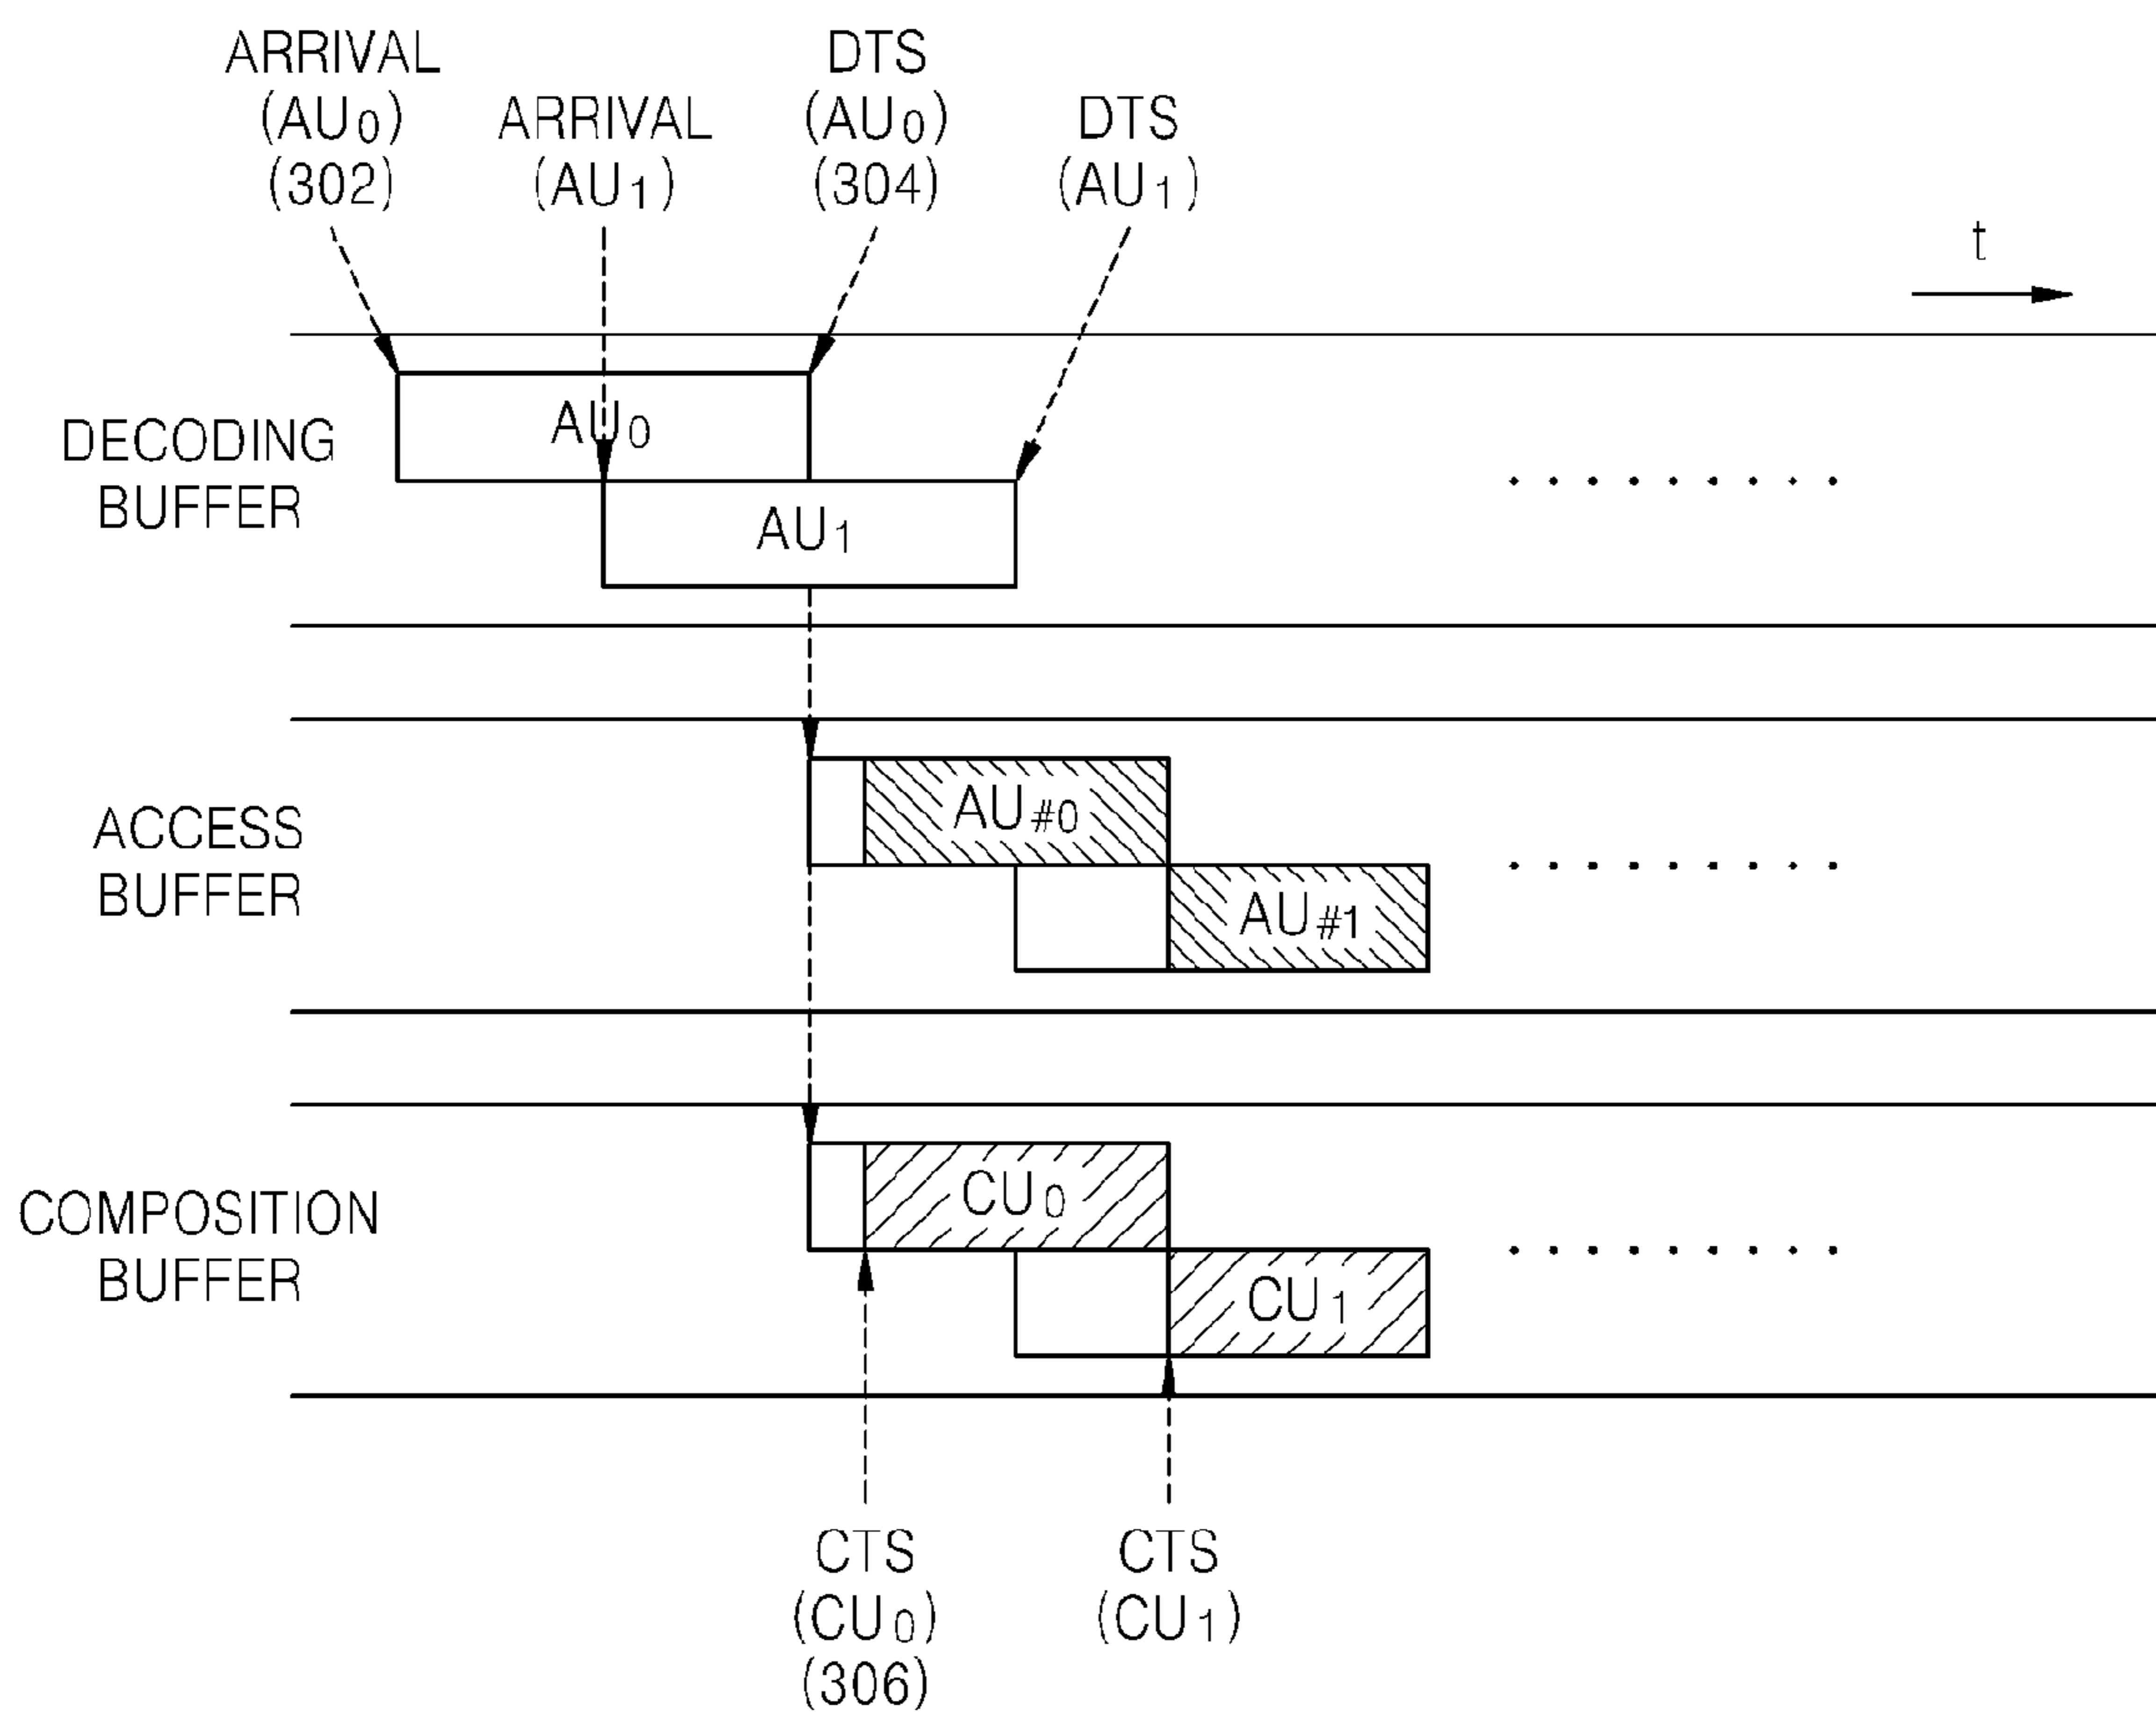 ARRIVAL
(AU0)
(302)
ARRIVAL
(AU1)
DTS
(AU0)
(304)
DTS
(AU1)
t
DECODING
BUFFER
AU0
AU1
ACCESS
BUFFER
AU#0
AU#1
COMPOSITION
BUFFER
CU0
CU1
CTS
(CU0)
(306)
CTS
(CU1)